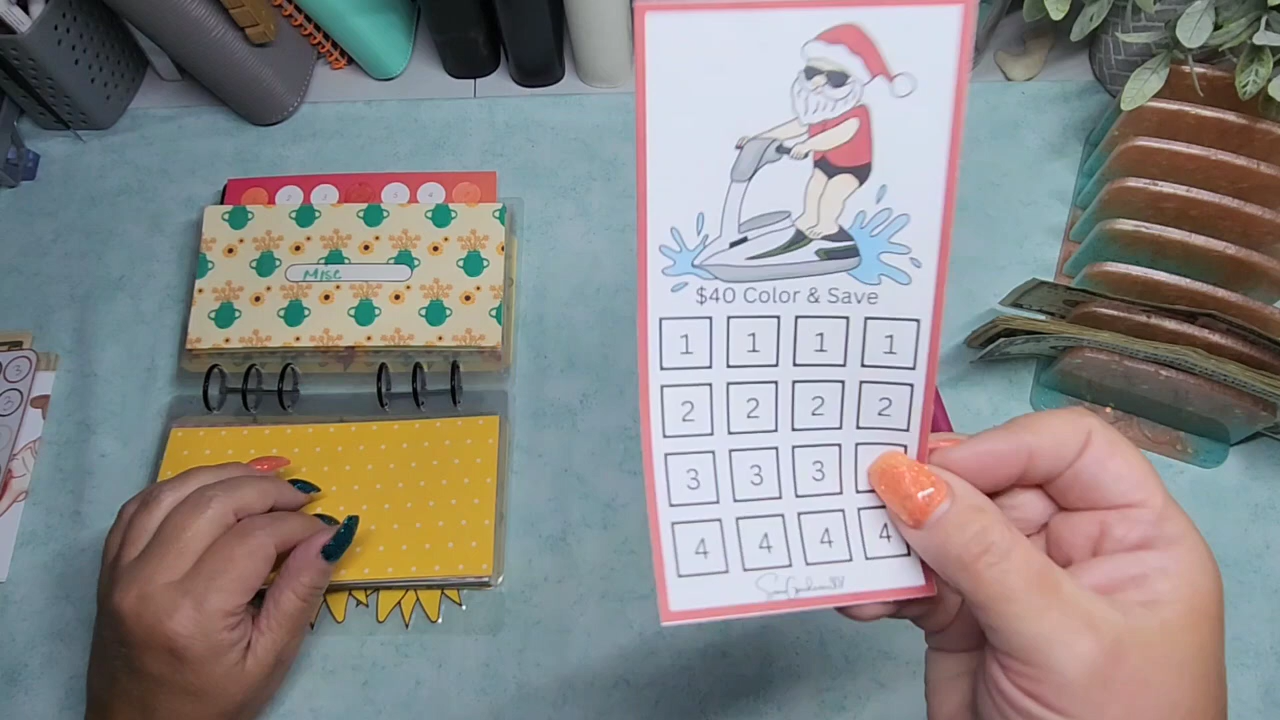 Misc
$40 Color & Save
1 1 1 1
2 2 2 2
3 3 3
4 4 4 4
3